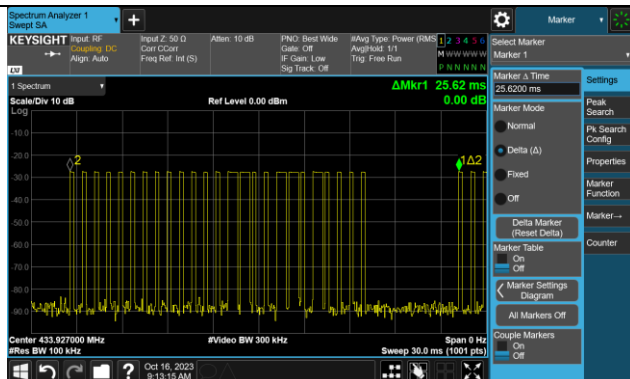 Spectrum Analyzer 1
Swept SA
Marker
KEYSIGHT
Input: RF
Coupling: DC
Align: Auto
Input Z: 50 Ω
Corr CCorr
Freq Ref: Int (S)
Atten: 10 dB
PNO: Best Wide
Gate: Off
IF Gain: Low
Sig Track: Off
#Avg Type: Power (RMS
Avg|Hold: 1/1
Trig: Free Run
1 2 3 4 5 6
M W W W W W
P N N N N N
LXI
Select Marker
Marker 1
1 Spectrum
ΔMkr1 25.62 ms
Scale/Div 10 dB
Ref Level 0.00 dBm
0.00 dB
Log
-10.0
-20.0
-30.0
-40.0
-50.0
-60.0
-70.0
-80.0
-90.0
2
1Δ2
Center 433.927000 MHz
#Video BW 300 kHz
Span 0 Hz
#Res BW 100 kHz
Sweep 30.0 ms (1001 pts)
Marker Δ Time
25.6200 ms
Marker Mode
Normal
Delta (Δ)
Fixed
Off
Delta Marker
(Reset Delta)
Marker Table
On
Off
Marker Settings
Diagram
All Markers Off
Couple Markers
On
Off
Settings
Peak
Search
Pk Search
Config
Properties
Marker
Function
Marker→
Counter
?
Oct 16, 2023
9:13:15 AM